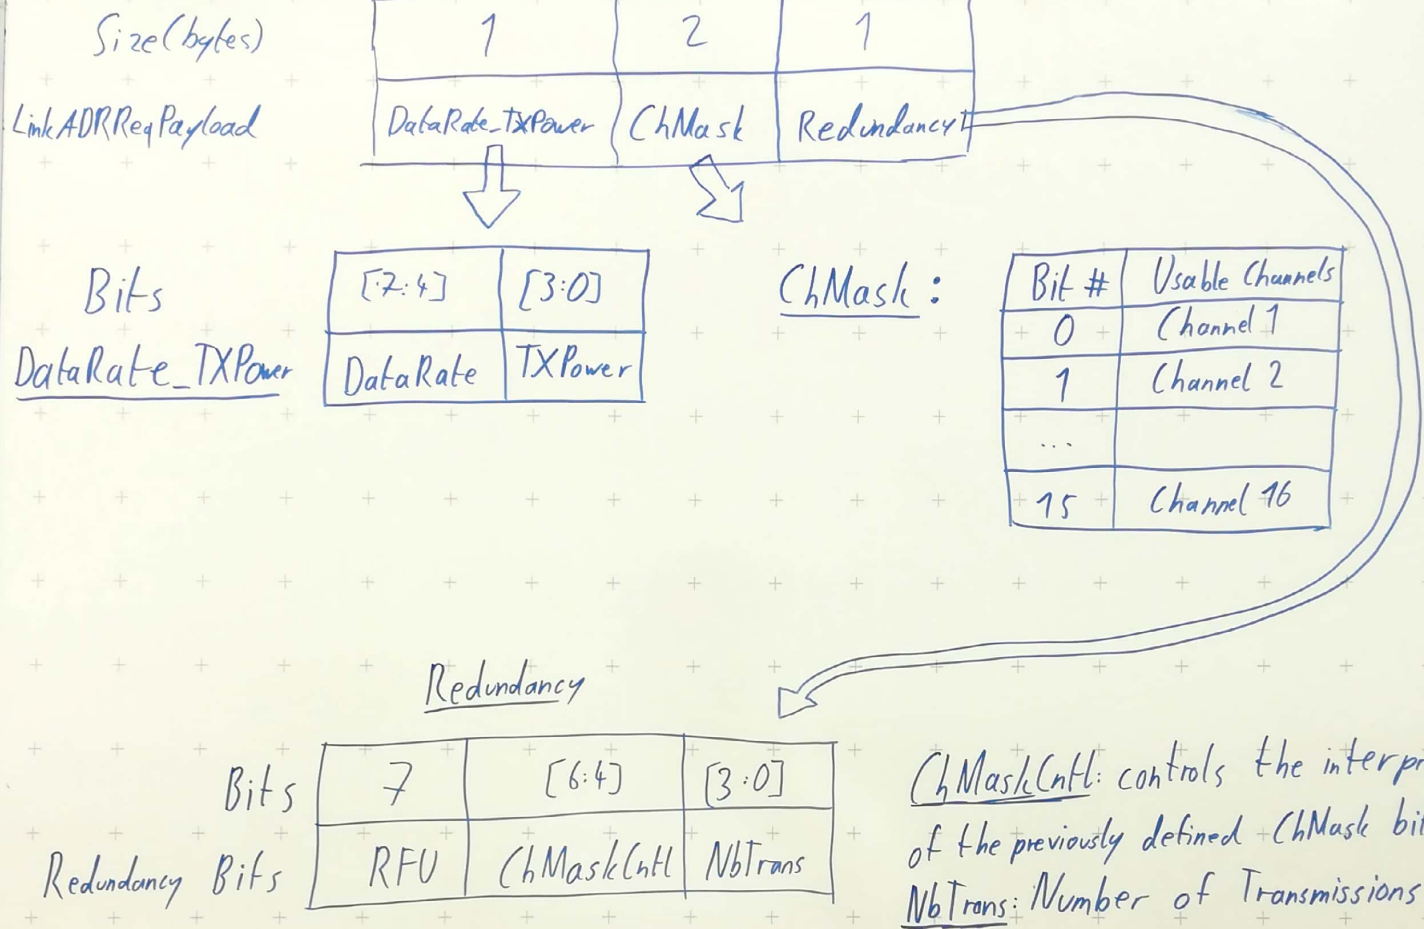 Size(bytes) 1 2 1
LinkADRReqPayload DataRate_TXPower ChMask Redundancy
Bits [7:4] [3:0]
DataRate_TXPower DataRate TXPower
ChMask:
Bit # Usable Channels
0 Channel 1
1 Channel 2
...
15 Channel 16
Redundancy
Bits 7 [6:4] [3:0]
Redundancy Bits RFU ChMaskCntl NbTrans
ChMaskCntl: controls the interpr
of the previously defined ChMask bit
NbTrans: Number of Transmissions